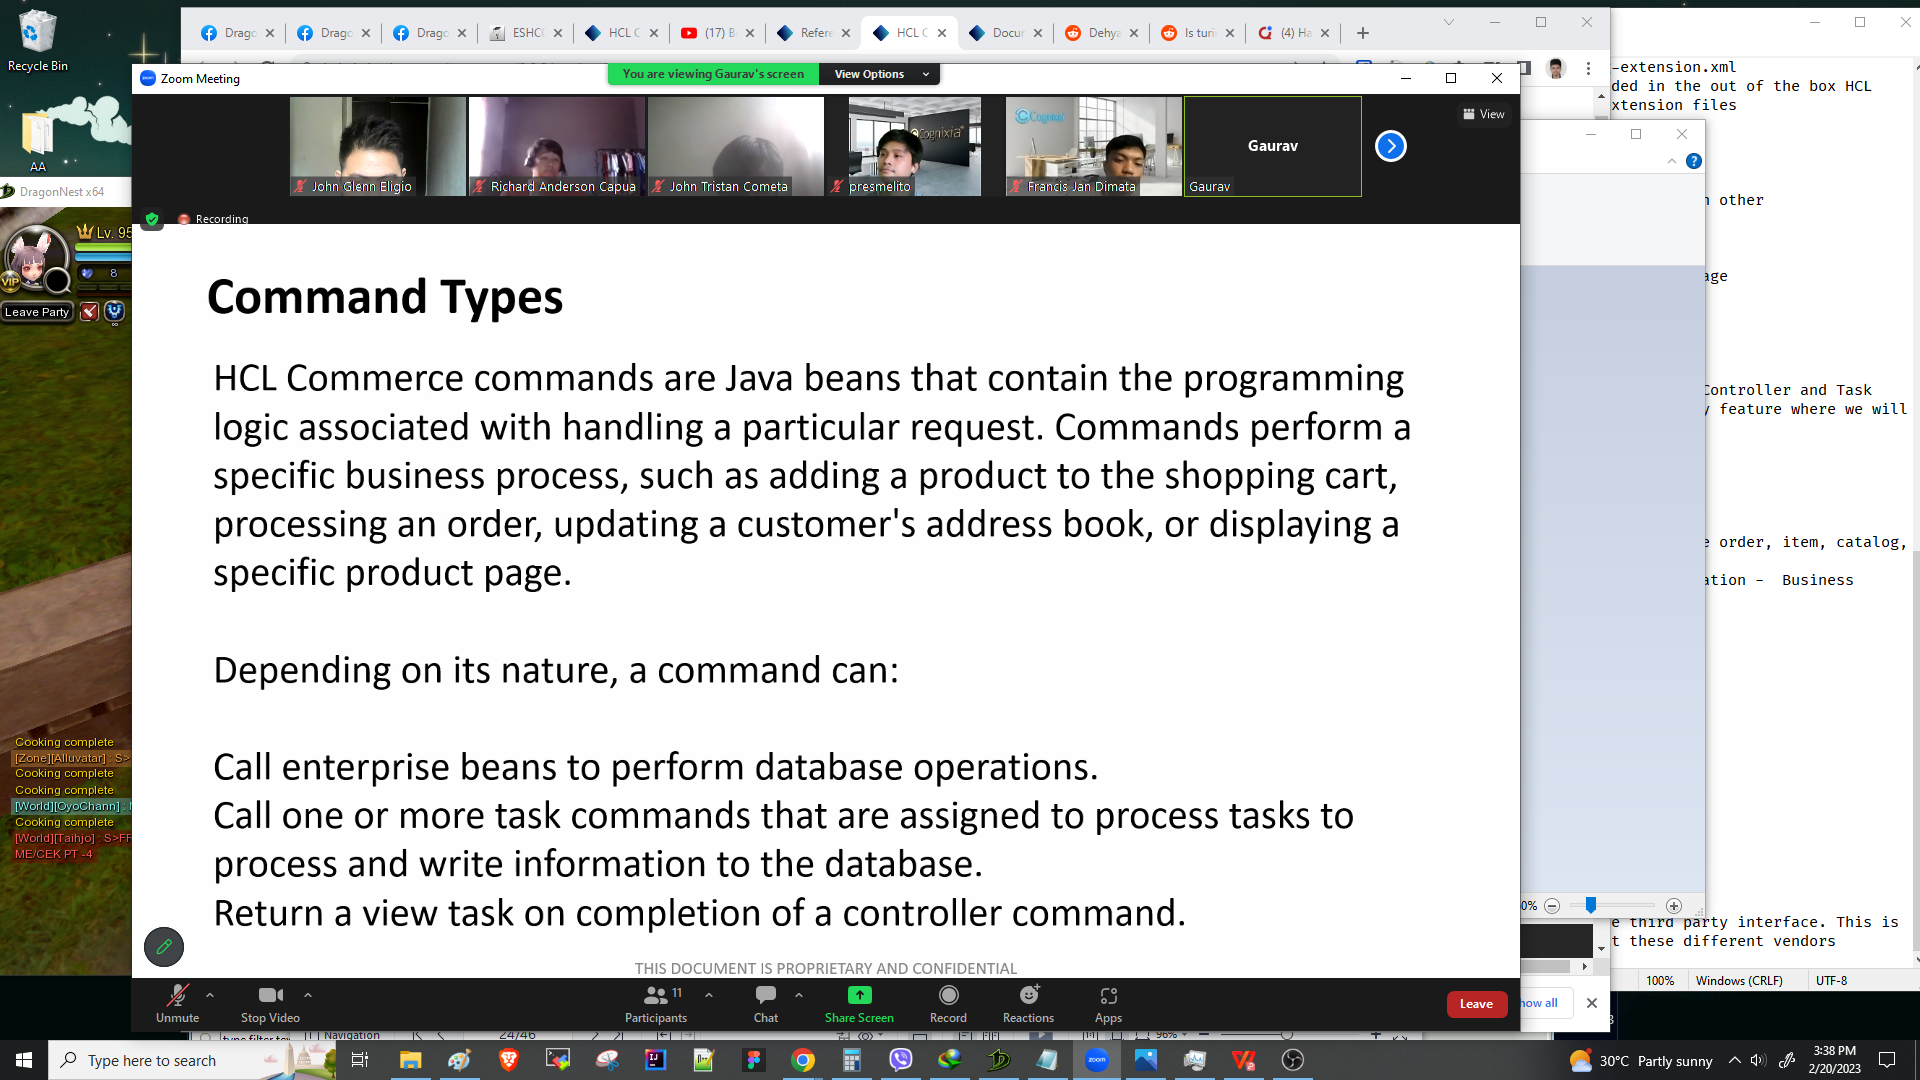 Recycle Bin
AA
DragonNest x64
Lv. 95
8
VIP
Leave Party
Cooking complete
[Zone][Alluvatar] : S>
Cooking complete
Cooking complete
[World][OyoChann] :
Cooking complete
[World][Taihjo] : S>FF
ME/CEK PT -4
Drago
Drago
Drago
ESHC
HCL C
(17) B
Refere
HCL C
Docur
Dehya
Is turi
(4) Ha
Zoom Meeting
You are viewing Gaurav's screen
View Options
View
John Glenn Eligio
Richard Anderson Capua
John Tristan Cometa
Cognixia
presmelito
Cognixia
Francis Jan Dimata
Gaurav
Gaurav
Recording
Command Types
HCL Commerce commands are Java beans that contain the programming
logic associated with handling a particular request. Commands perform a
specific business process, such as adding a product to the shopping cart,
processing an order, updating a customer's address book, or displaying a
specific product page.
Depending on its nature, a command can:
Call enterprise beans to perform database operations.
Call one or more task commands that are assigned to process tasks to
process and write information to the database.
Return a view task on completion of a controller command.
THIS DOCUMENT IS PROPRIETARY AND CONFIDENTIAL
Unmute
Stop Video
Participants
11
Chat
Share Screen
Record
Reactions
Apps
Leave
-extension.xml
ded in the out of the box HCL
xtension files
n other
age
Controller and Task
y feature where we will
e order, item, catalog,
ation - Business
0%
e third party interface. This is
t these different vendors
100%
Windows (CRLF)
UTF-8
how all
Navigation
24/46
96%
Type here to search
30°C Partly sunny
3:38 PM
2/20/2023